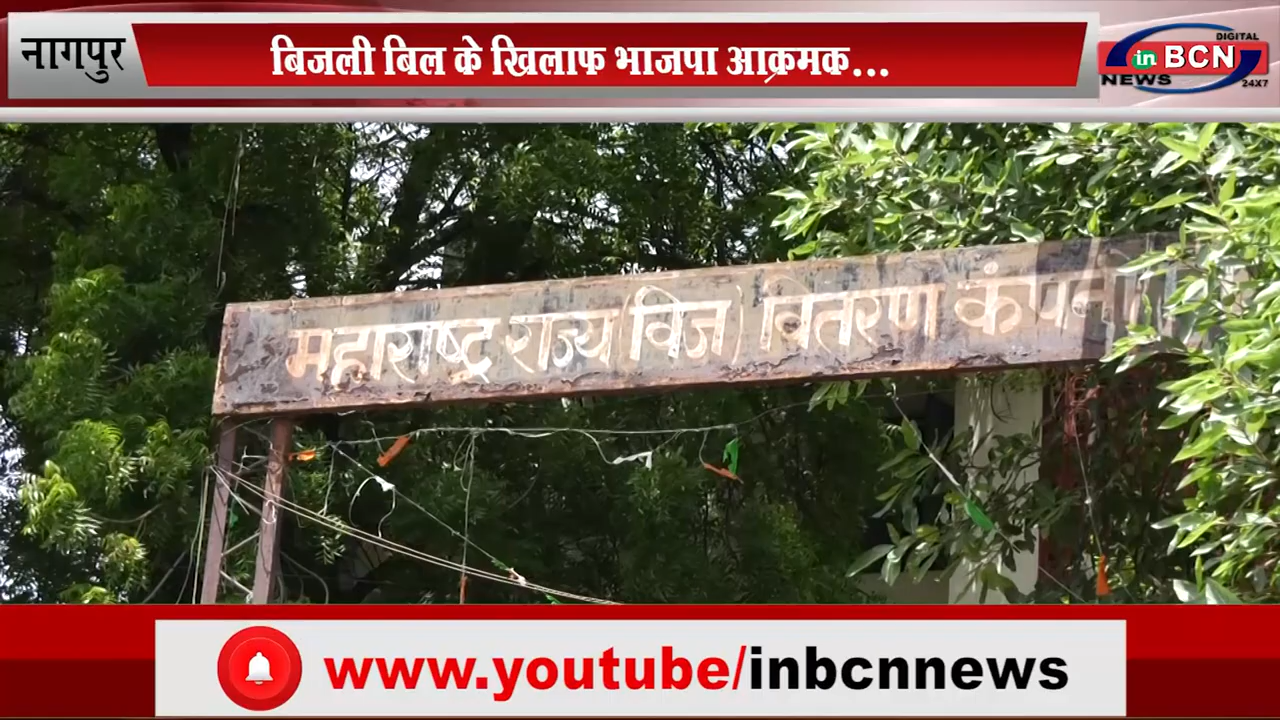 नागपुर
बिजली बिल के खिलाफ भाजपा आक्रमक...
DIGITAL
in BCN
NEWS
24X7
महाराष्ट्र राज्य (विज) वितरण कंपनी
www.youtube/inbcnnews